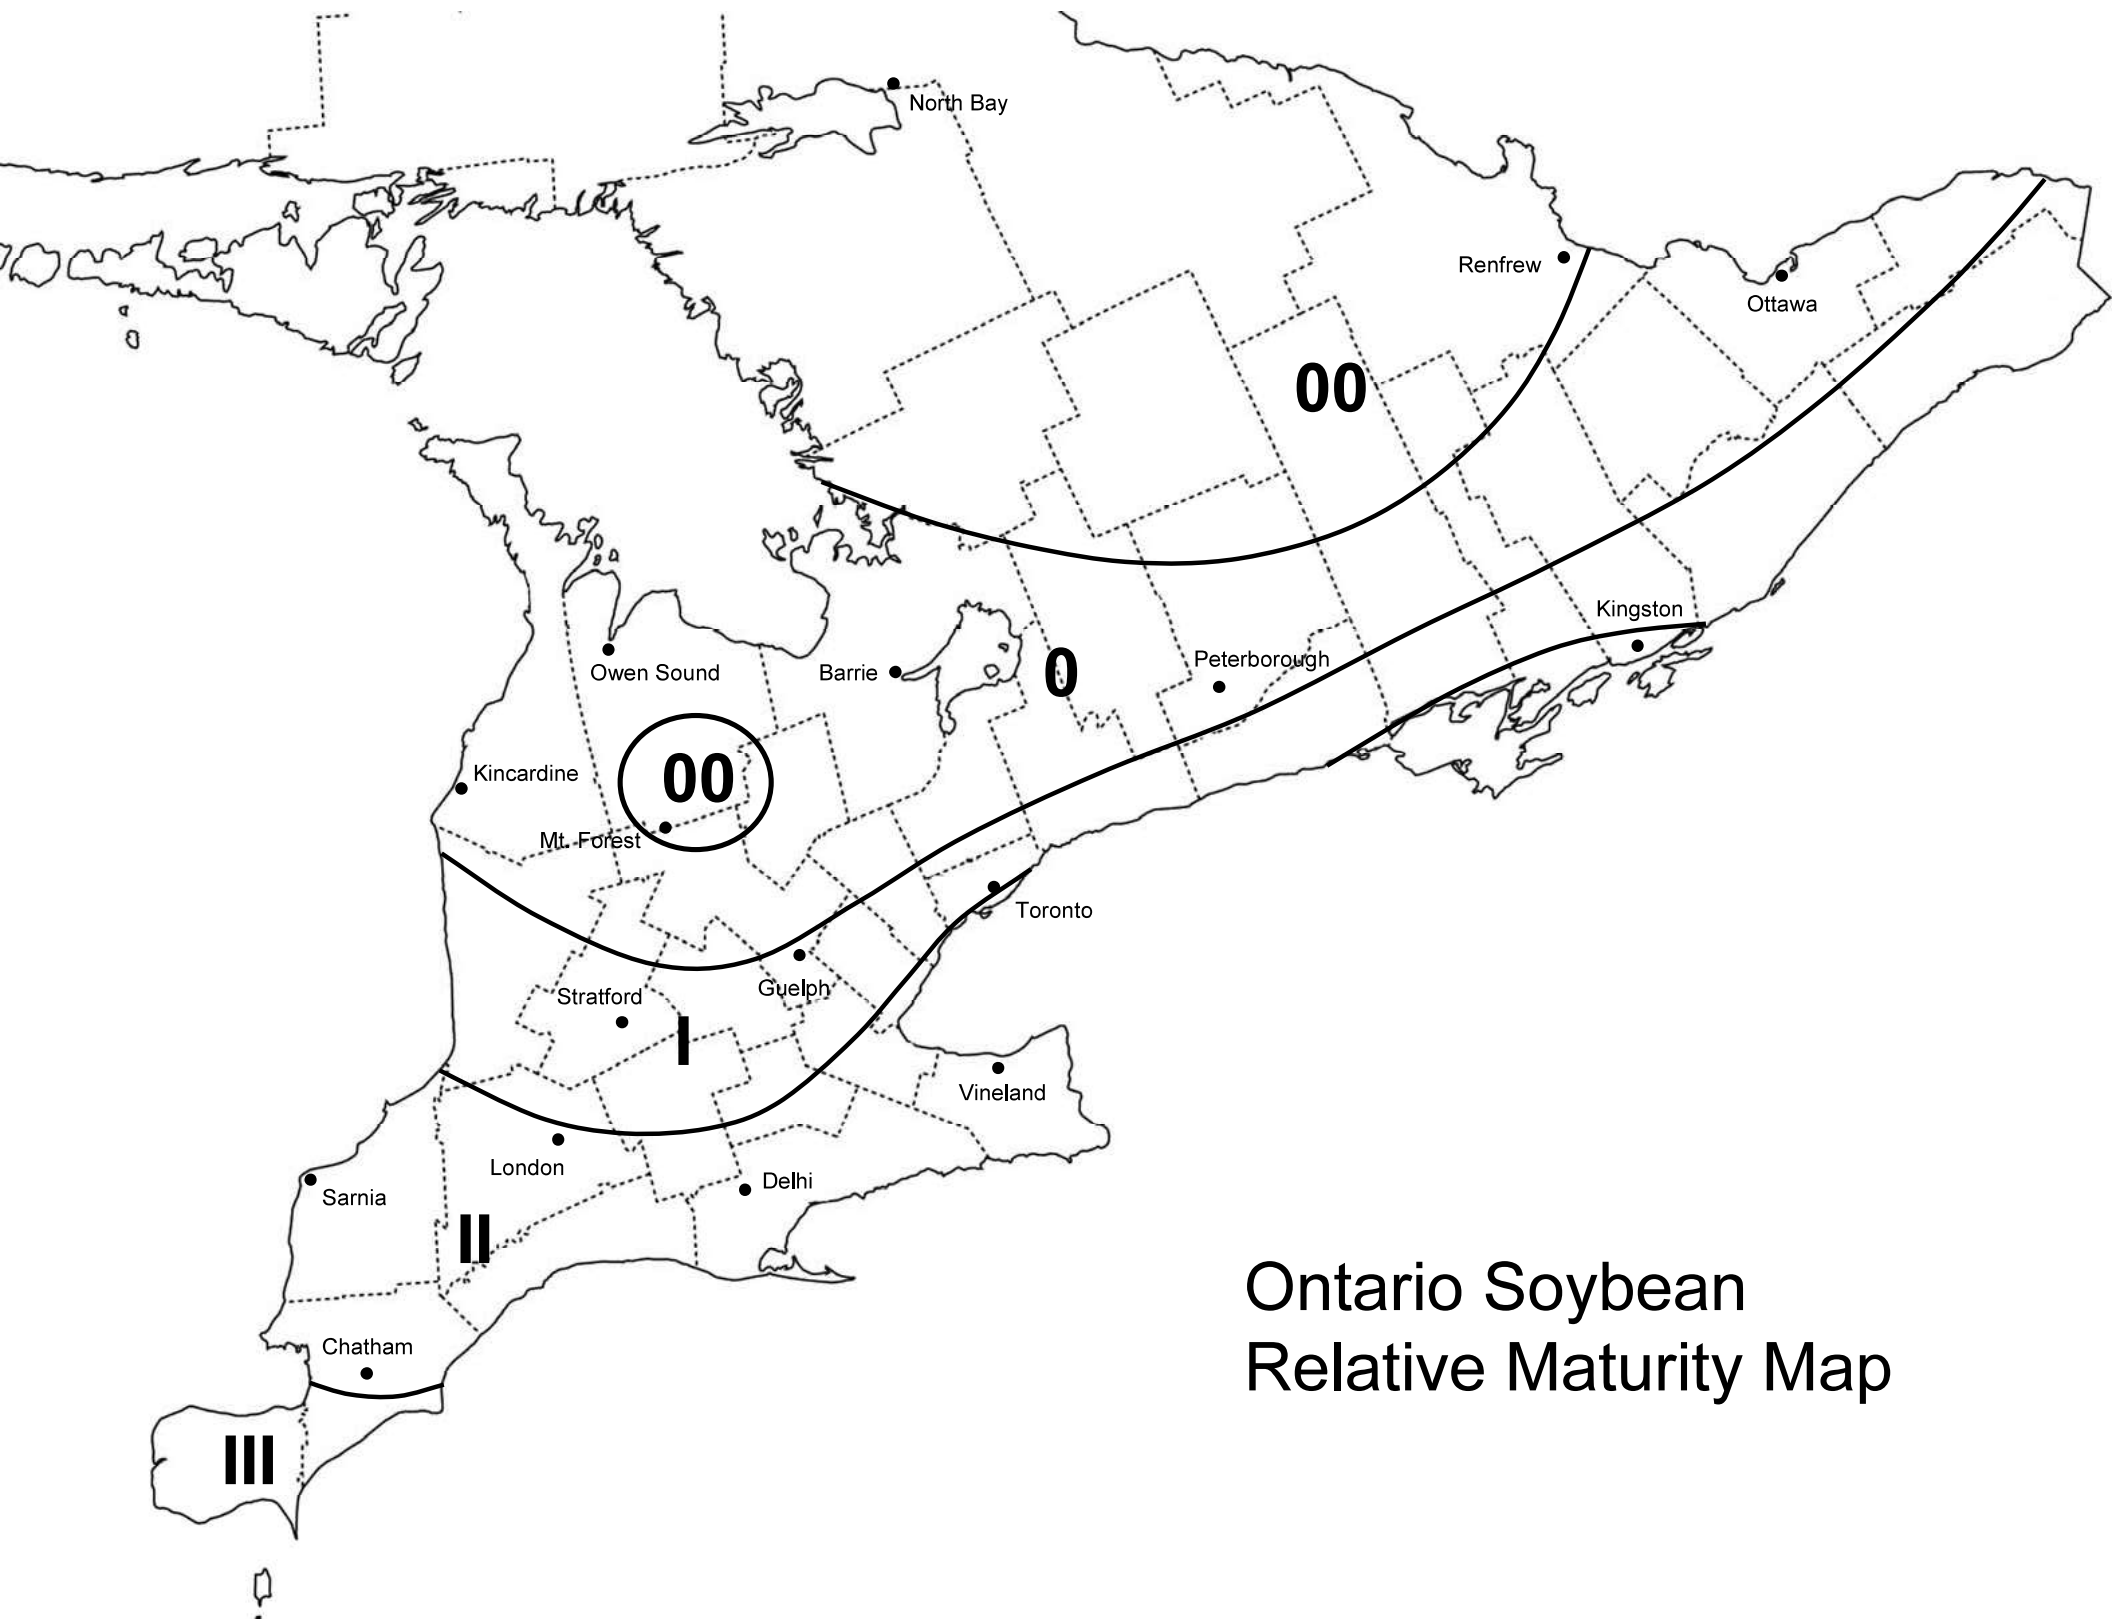 North Bay
Renfrew
Ottawa
00
Kingston
Owen Sound
Barrie
0
Peterborough
Kincardine
00
Mt. Forest
Toronto
Stratford
Guelph
I
Vineland
London
Delhi
Sarnia
II
Ontario Soybean
Relative Maturity Map
Chatham
III